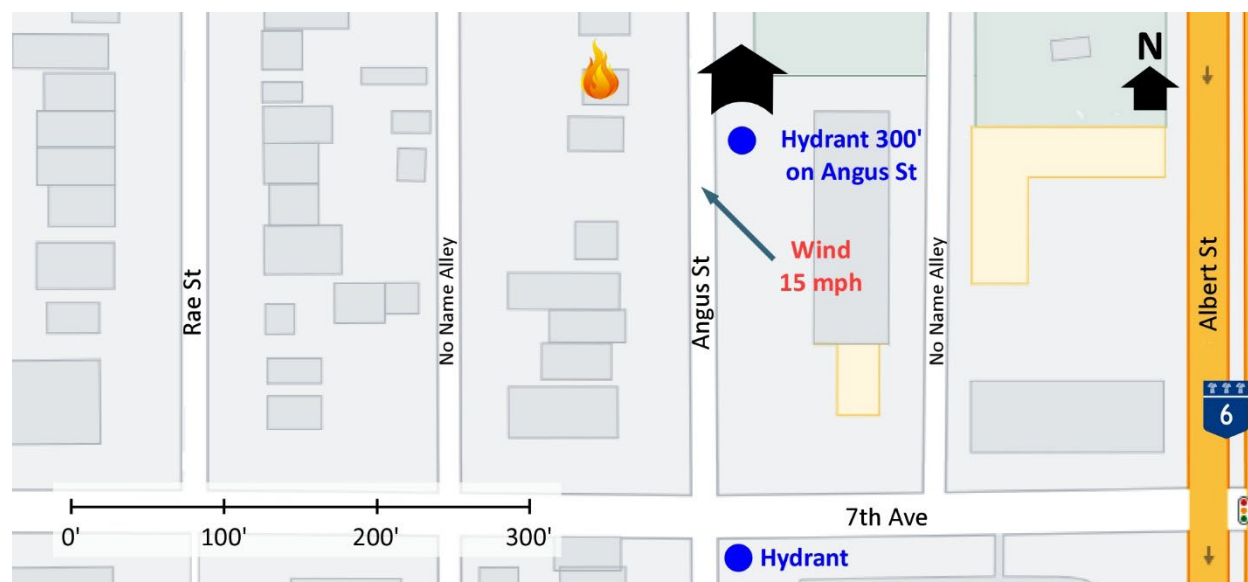 N
Hydrant 300'
on Angus St
Wind
15 mph
Rae St
No Name Alley
Angus St
No Name Alley
Albert St
6
0'
100'
200'
300'
7th Ave
Hydrant